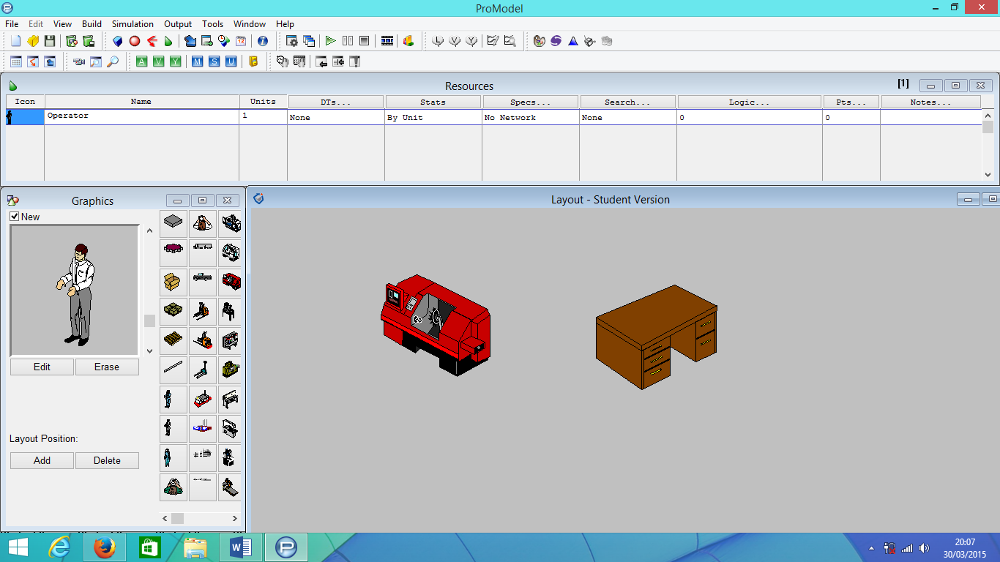 ProModel
File Edit View Build Simulation Output Tools Window Help
A V Y M S U
Resources
[1]
Icon Name Units DTs... Stats Specs... Search... Logic... Pts... Notes...
Operator 1 None By Unit No Network None 0 0
Graphics
Layout - Student Version
New
Edit Erase
Layout Position:
Add Delete
20:07
30/03/2015